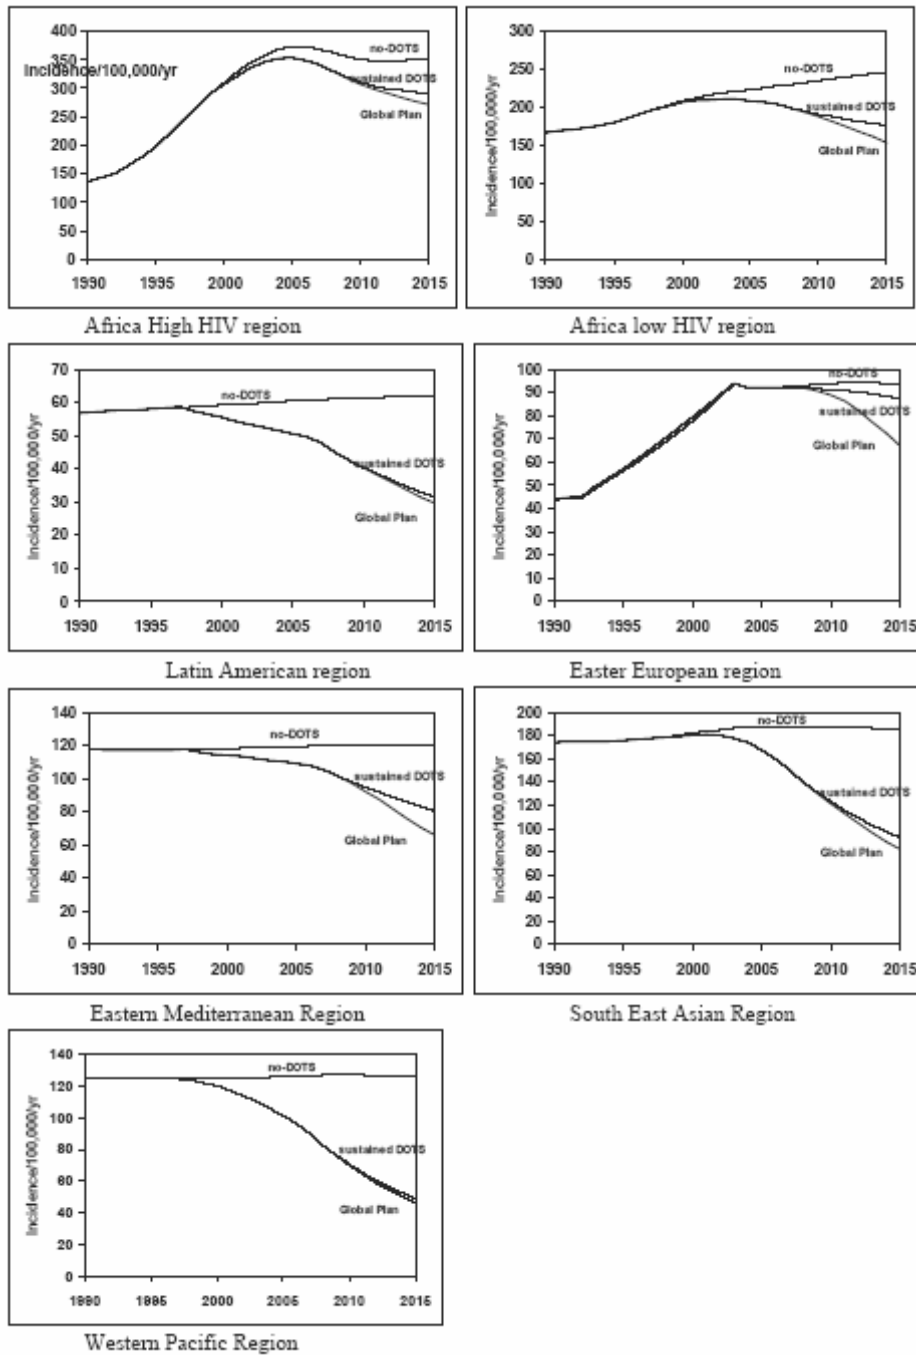 400
350
300
250
200
150
100
50
0
Incidence/100,000/yr
no-DOTS
sustained DOTS
Global Plan
1990 1995 2000 2005 2010 2015
Africa High HIV region
300
250
200
150
100
50
0
Incidence/100,000/yr
no-DOTS
sustained DOTS
Global Plan
1990 1995 2000 2005 2010 2015
Africa low HIV region
70
60
50
40
30
20
10
0
Incidence/100,000/yr
no-DOTS
sustained DOTS
Global Plan
1990 1995 2000 2005 2010 2015
Latin American region
100
90
80
70
60
50
40
30
20
10
0
Incidence/100,000/yr
no-DOTS
sustained DOTS
Global Plan
1990 1995 2000 2005 2010 2015
Easter European region
140
120
100
80
60
40
20
0
Incidence/100,000/yr
no-DOTS
sustained DOTS
Global Plan
1990 1995 2000 2005 2010 2015
Eastern Mediterranean Region
200
180
160
140
120
100
80
60
40
20
0
Incidence/100,000/yr
no-DOTS
sustained DOTS
Global Plan
1990 1995 2000 2005 2010 2015
South East Asian Region
140
120
100
80
60
40
20
0
Incidence/100,000/yr
no-DOTS
sustained DOTS
Global Plan
1990 1995 2000 2005 2010 2015
Western Pacific Region